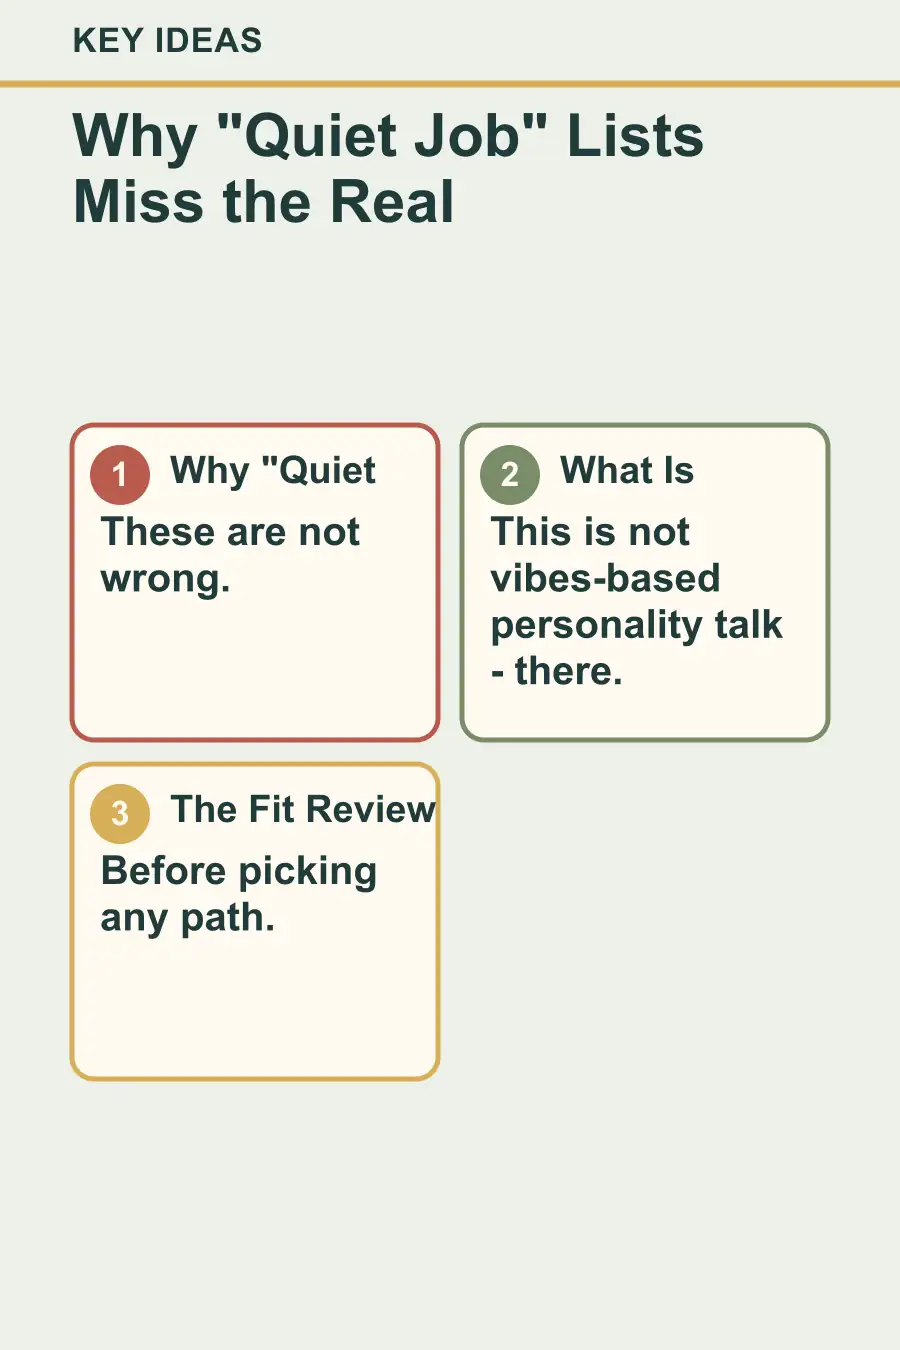 KEY IDEAS
Why "Quiet Job" Lists
Miss the Real
1
Why "Quiet
These are not
wrong.
2
What Is
This is not
vibes-based
personality talk
- there.
3
The Fit Review
Before picking
any path.